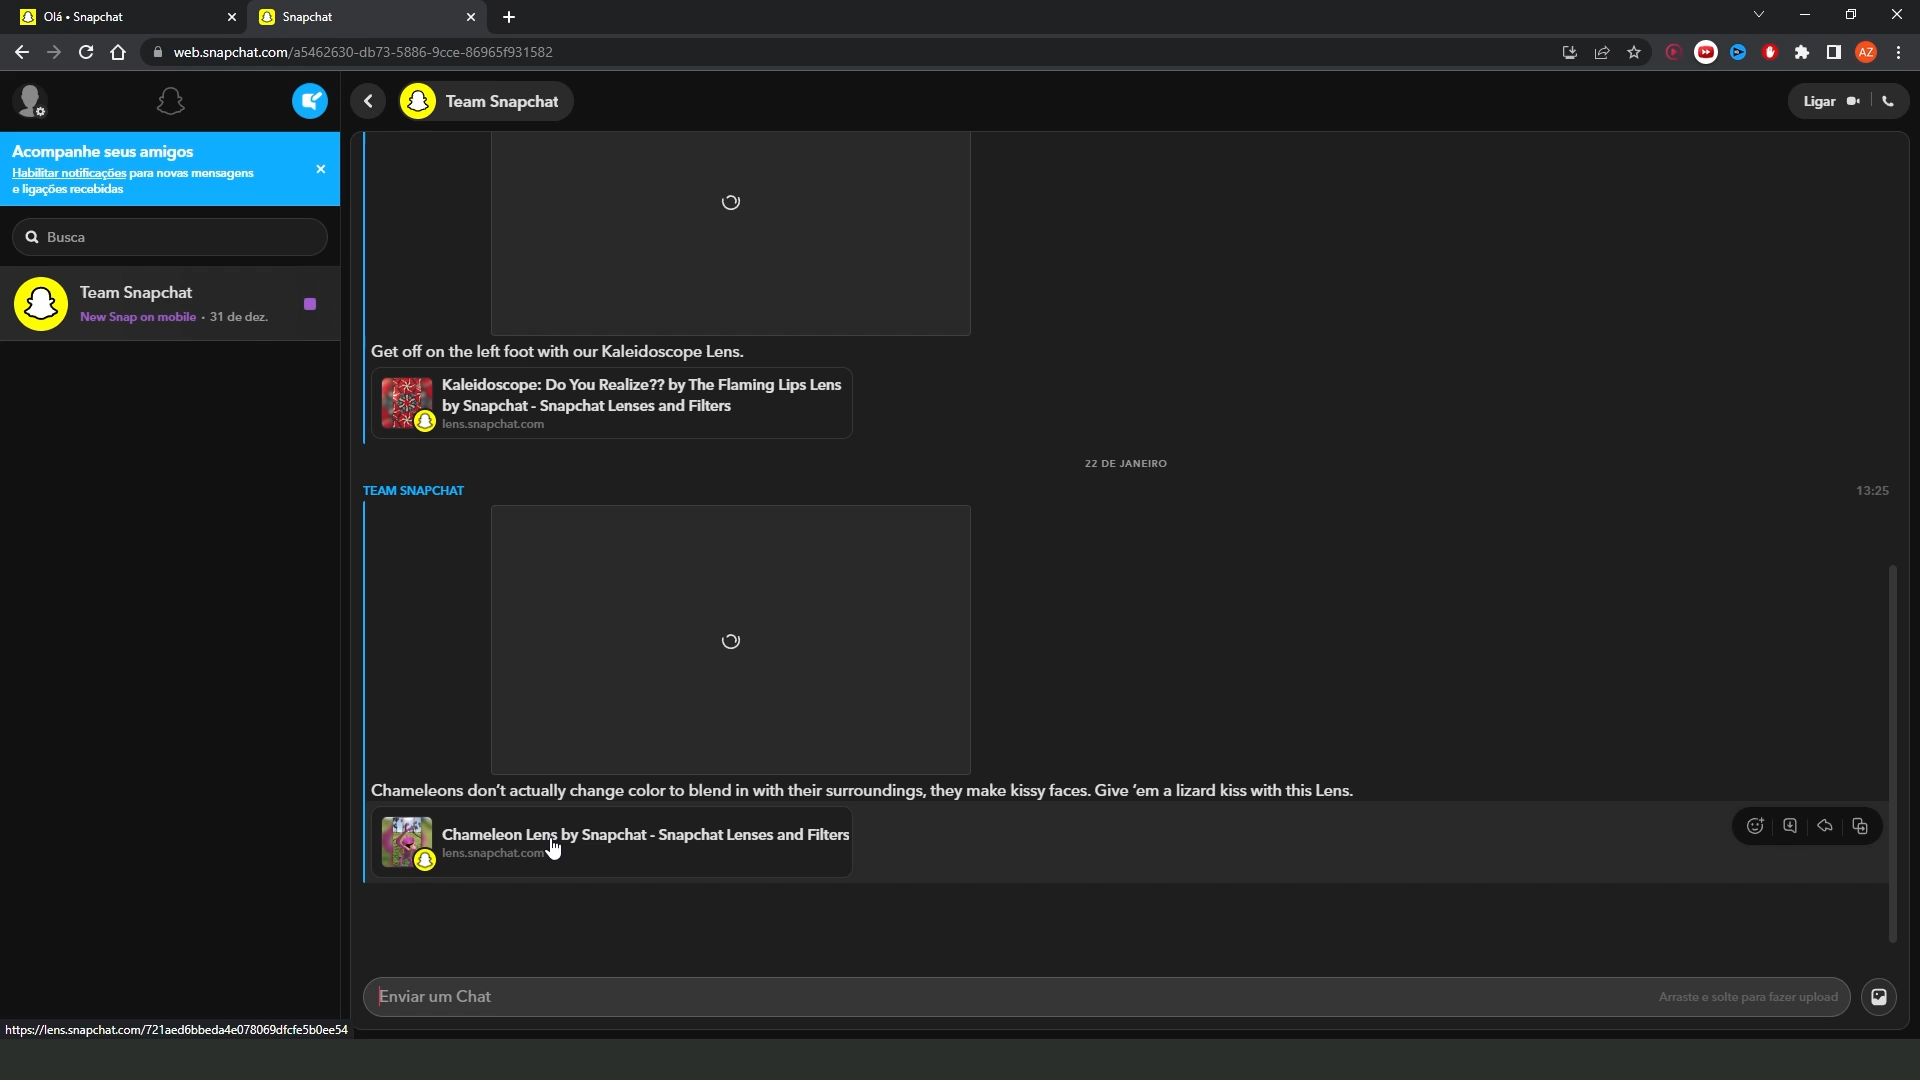 Olá • Snapchat
Snapchat
web.snapchat.com/a5462630-db73-5886-9cce-86965f931582
AZ
Team Snapchat
Ligar
Acompanhe seus amigos
Habilitar notificações para novas mensagens
e ligações recebidas
Busca
Team Snapchat
New Snap on mobile · 31 de dez.
Get off on the left foot with our Kaleidoscope Lens.
Kaleidoscope: Do You Realize?? by The Flaming Lips Lens
by Snapchat - Snapchat Lenses and Filters
lens.snapchat.com
22 DE JANEIRO
TEAM SNAPCHAT
13:25
Chameleons don’t actually change color to blend in with their surroundings, they make kissy faces. Give ’em a lizard kiss with this Lens.
Chameleon Lens by Snapchat - Snapchat Lenses and Filters
lens.snapchat.com
Enviar um Chat
Arraste e solte para fazer upload
https://lens.snapchat.com/721aed6bbeda4e078069dfcfe5b0ee54